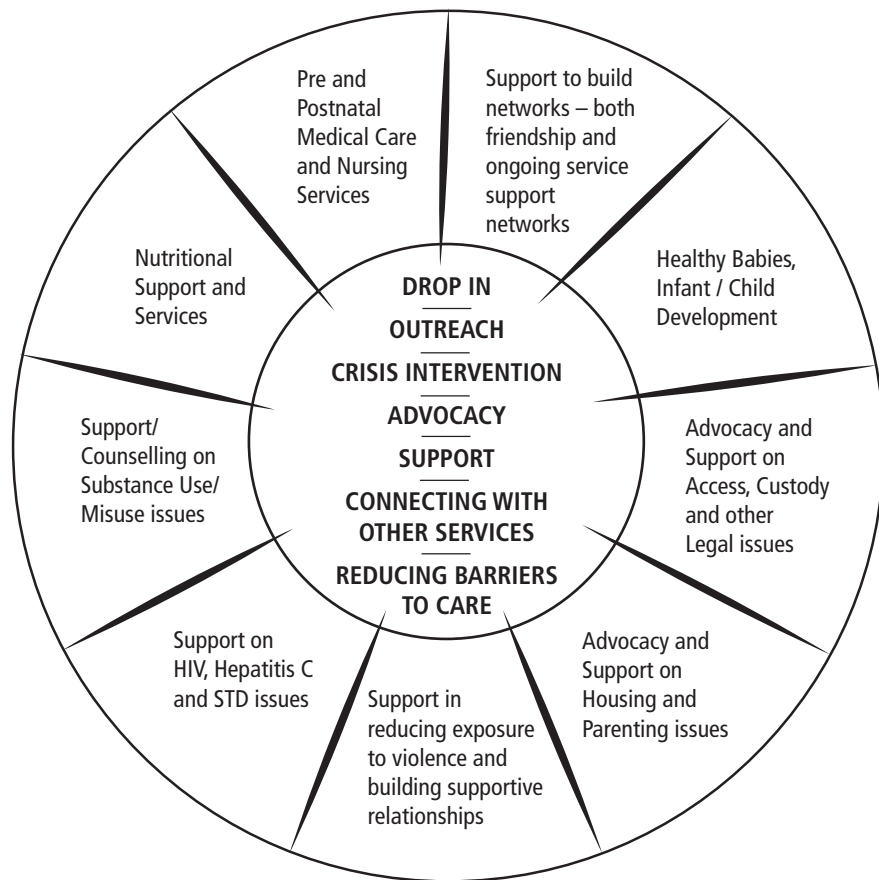 Pre and
Postnatal
Medical Care
and Nursing
Services
Support to build
networks – both
friendship and
ongoing service
support
networks
Healthy Babies,
Infant / Child
Development
Advocacy and
Support on
Access, Custody
and other
Legal issues
Advocacy and
Support on
Housing and
Parenting issues
Support in
reducing exposure
to violence and
building supportive
relationships
Support on
HIV, Hepatitis C
and STD issues
Support/
Counselling on
Substance Use/
Misuse issues
Nutritional
Support and
Services
DROP IN
OUTREACH
CRISIS INTERVENTION
ADVOCACY
SUPPORT
CONNECTING WITH
OTHER SERVICES
REDUCING BARRIERS
TO CARE